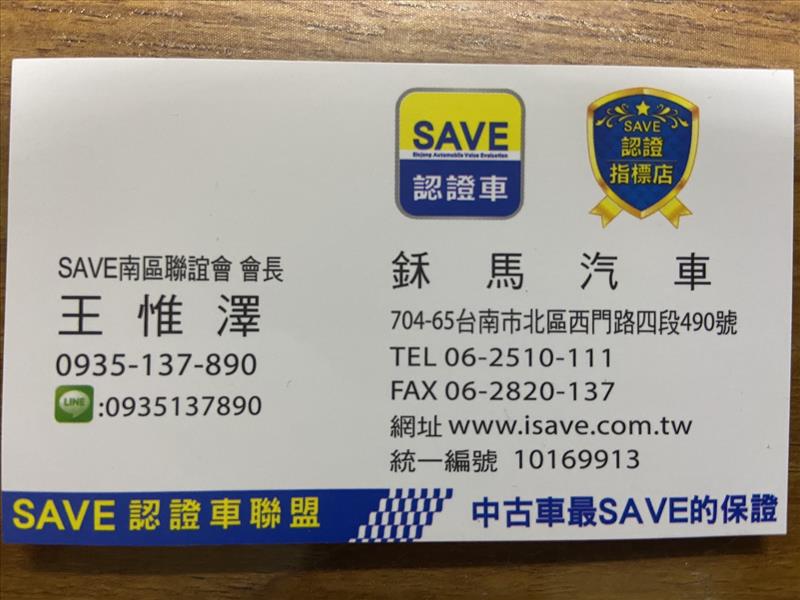 SAVE
Sinjang Automobile Value Evaluation
認證車
SAVE
認證
指標店
SAVE南區聯誼會 會長
王惟澤
0935-137-890
LINE :0935137890
鉌馬汽車
704-65台南市北區西門路四段490號
TEL 06-2510-111
FAX 06-2820-137
網址 www.isave.com.tw
統一編號 10169913
SAVE 認證車聯盟
中古車最SAVE的保證